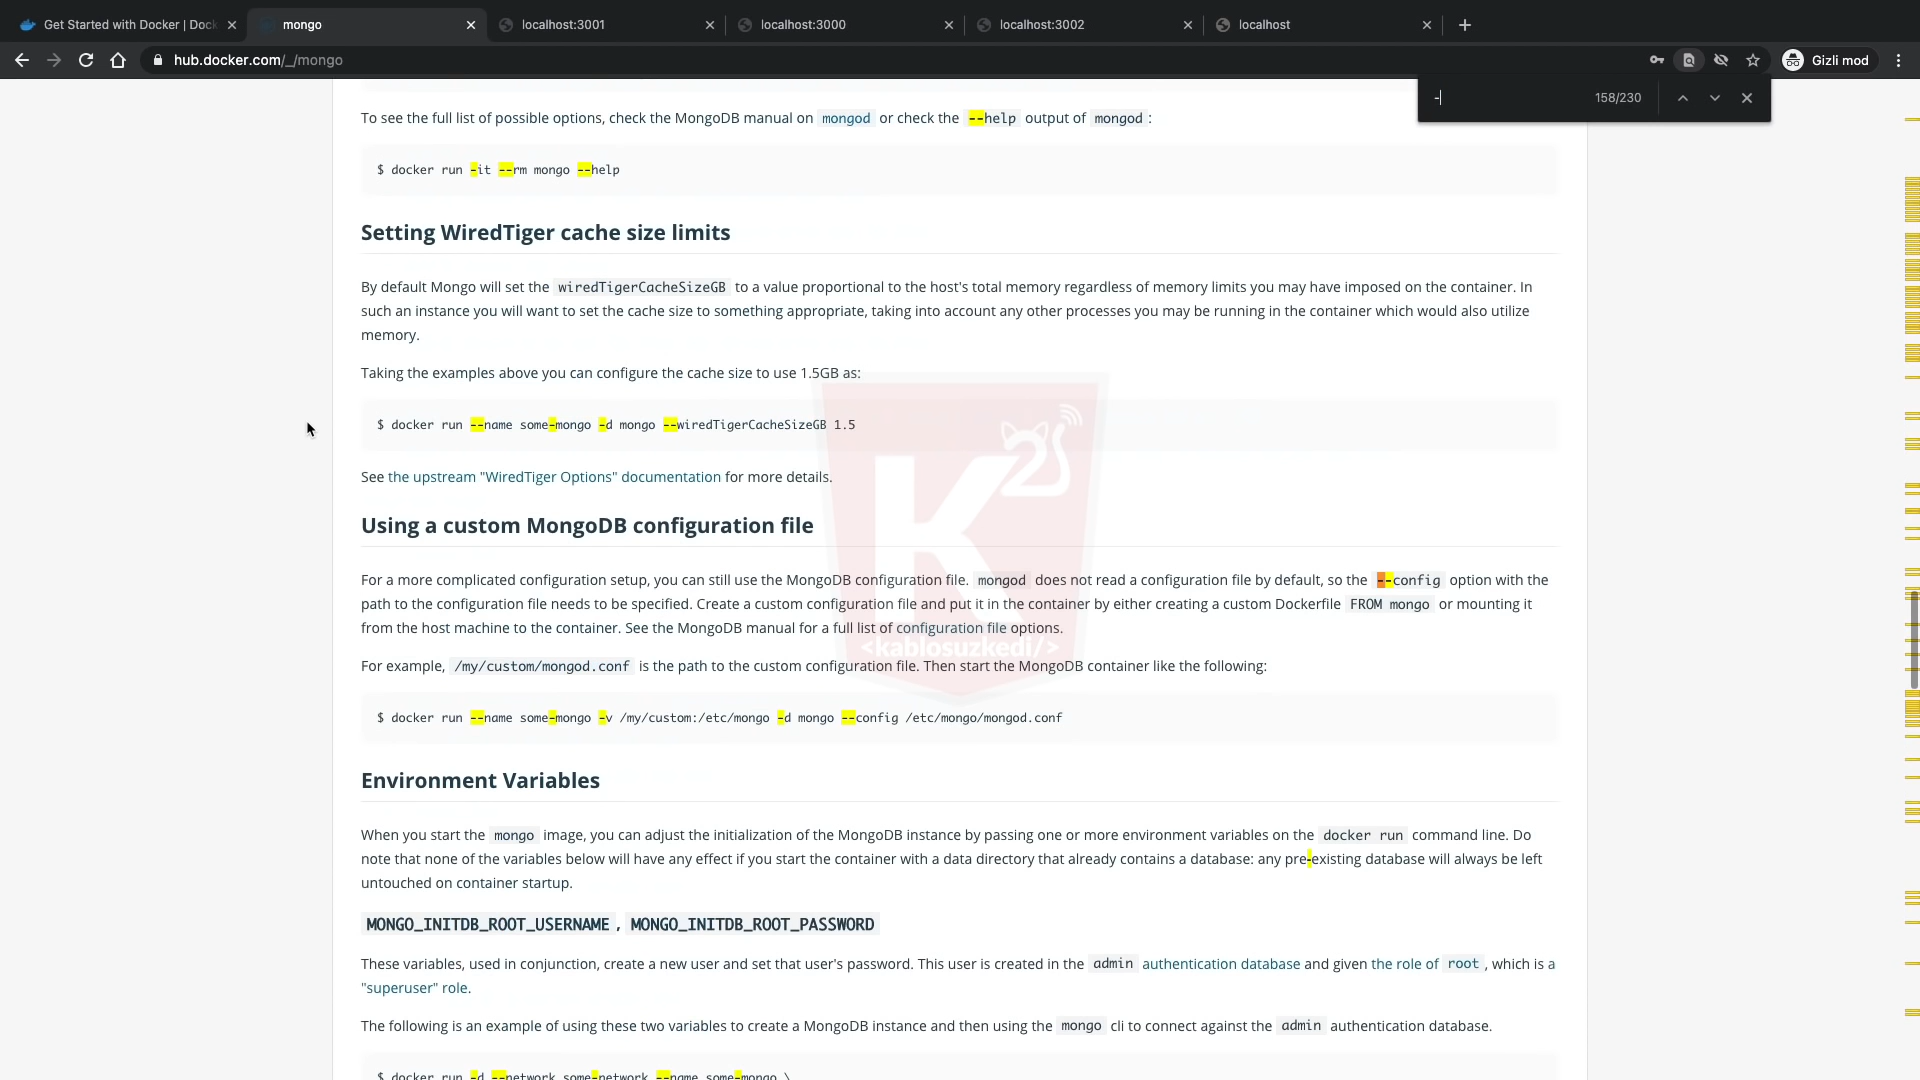 Get Started with Docker | Dock
mongo
localhost:3001
localhost:3000
localhost:3002
localhost
hub.docker.com/_/mongo
Gizli mod
-
158/230
To see the full list of possible options, check the MongoDB manual on mongod or check the --help output of mongod :
$ docker run -it --rm mongo --help
Setting WiredTiger cache size limits
By default Mongo will set the wiredTigerCacheSizeGB to a value proportional to the host's total memory regardless of memory limits you may have imposed on the container. In
such an instance you will want to set the cache size to something appropriate, taking into account any other processes you may be running in the container which would also utilize
memory.
Taking the examples above you can configure the cache size to use 1.5GB as:
$ docker run --name some-mongo -d mongo --wiredTigerCacheSizeGB 1.5
See the upstream "WiredTiger Options" documentation for more details.
Using a custom MongoDB configuration file
For a more complicated configuration setup, you can still use the MongoDB configuration file. mongod does not read a configuration file by default, so the --config option with the
path to the configuration file needs to be specified. Create a custom configuration file and put it in the container by either creating a custom Dockerfile FROM mongo or mounting it
from the host machine to the container. See the MongoDB manual for a full list of configuration file options.
K
<kablosuzkedi/>
For example, /my/custom/mongod.conf is the path to the custom configuration file. Then start the MongoDB container like the following:
$ docker run --name some-mongo -v /my/custom:/etc/mongo -d mongo --config /etc/mongo/mongod.conf
Environment Variables
When you start the mongo image, you can adjust the initialization of the MongoDB instance by passing one or more environment variables on the docker run command line. Do
note that none of the variables below will have any effect if you start the container with a data directory that already contains a database: any pre-existing database will always be left
untouched on container startup.
MONGO_INITDB_ROOT_USERNAME , MONGO_INITDB_ROOT_PASSWORD
These variables, used in conjunction, create a new user and set that user's password. This user is created in the admin authentication database and given the role of root , which is a
"superuser" role.
The following is an example of using these two variables to create a MongoDB instance and then using the mongo cli to connect against the admin authentication database.
$ docker run -d --network some-network --name some-mongo \